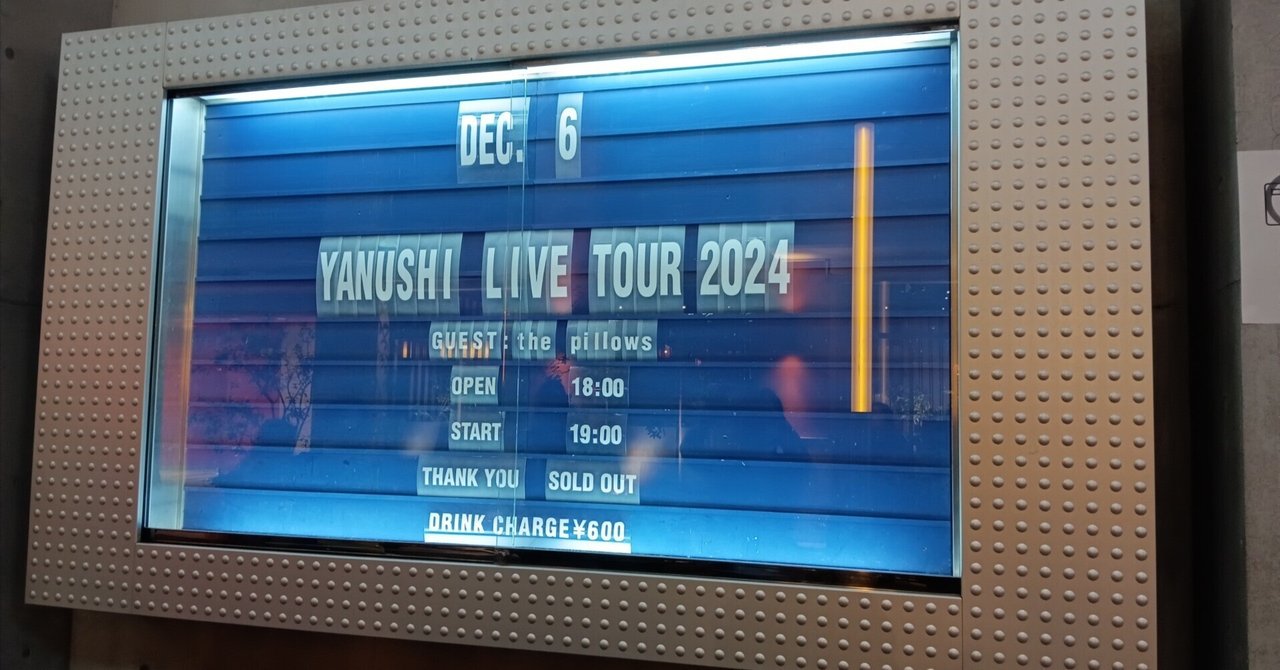 DEC. 6
YANUSHI LIVE TOUR 2024
GUEST: the pillows
OPEN 18:00
START 19:00
THANK YOU SOLD OUT
DRINK CHARGE¥600